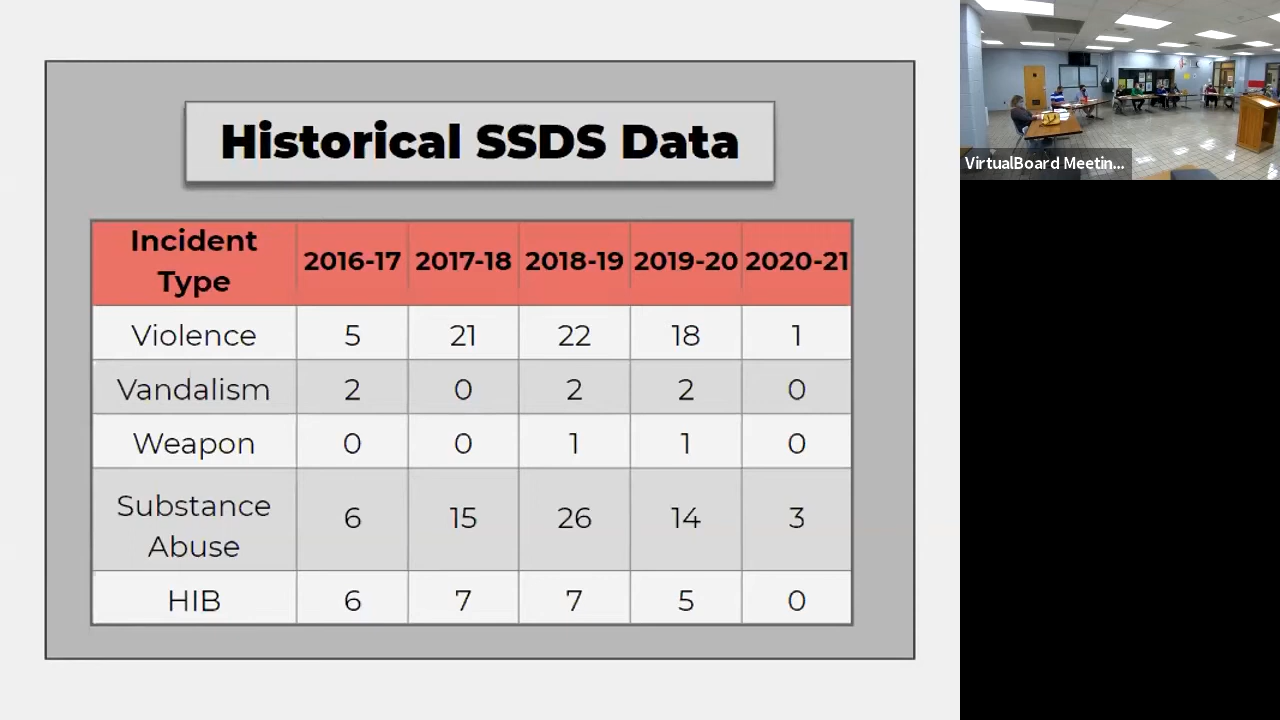 Historical SSDS Data
Incident Type 2016-17 2017-18 2018-19 2019-20 2020-21
Violence 5 21 22 18 1
Vandalism 2 0 2 2 0
Weapon 0 0 1 1 0
Substance Abuse 6 15 26 14 3
HIB 6 7 7 5 0
VirtualBoard Meetin...